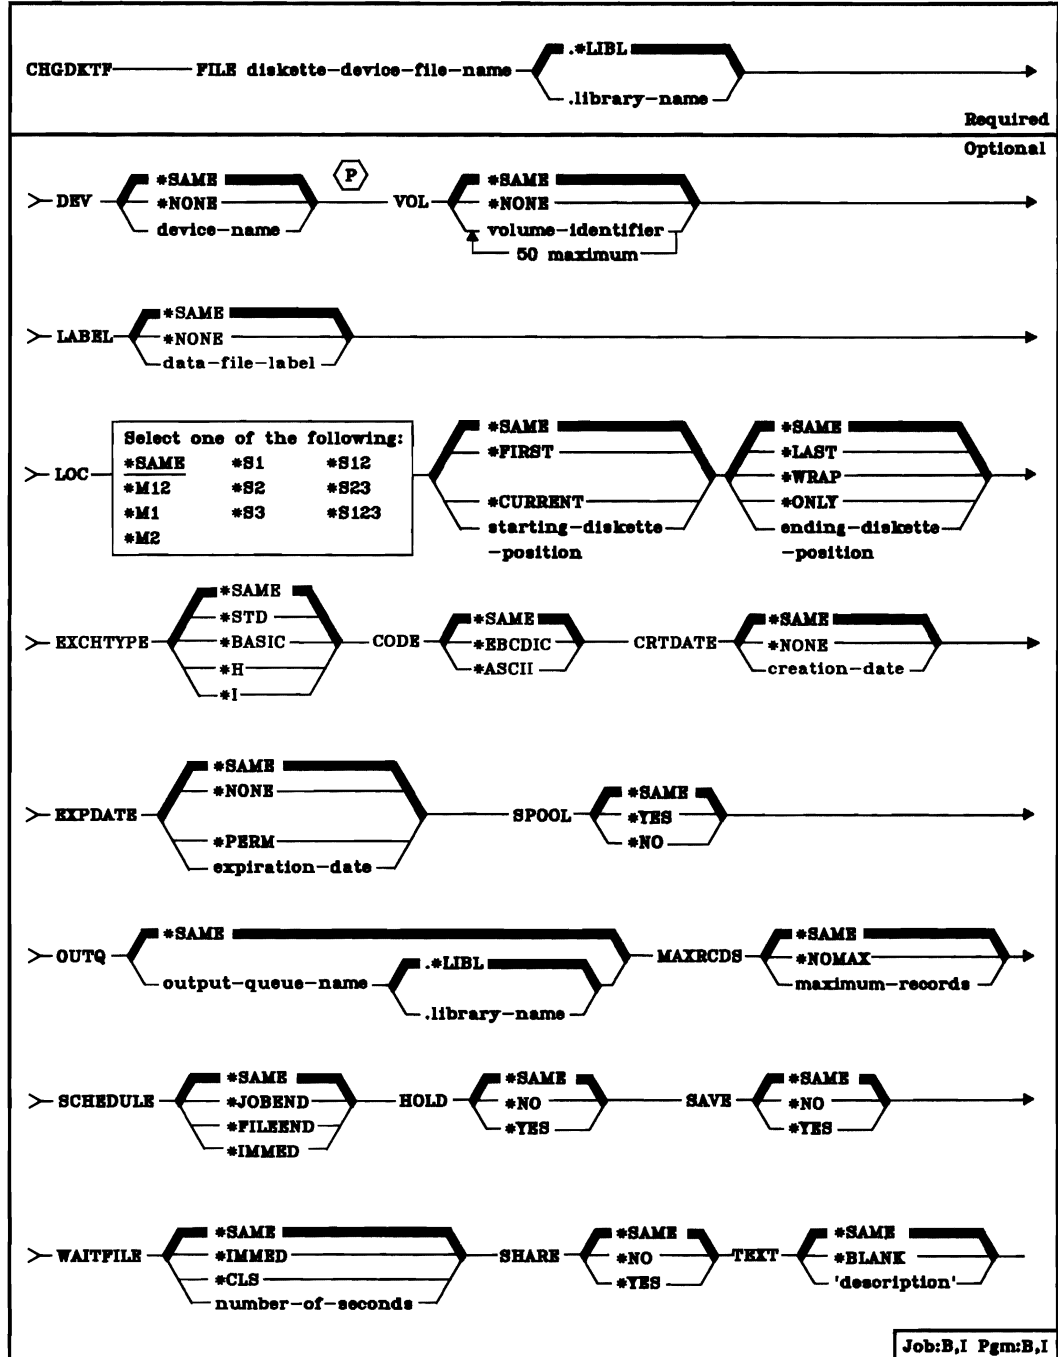 .*LIBL
CHGDKTF FILE diskette-device-file-name
.library-name
Required
Optional
*SAME P *SAME
DEV *NONE VOL *NONE
device-name volume-identifier
50 maximum
*SAME
LABEL *NONE
data-file-label
Select one of the following: *SAME *SAME
*SAME *S1 *S12 *FIRST *LAST
LOC *M12 *S2 *S23 *WRAP
*M1 *S3 *S123 *CURRENT *ONLY
*M2 starting-diskette ending-diskette
-position -position
*SAME
*STD *SAME *SAME
EXCHTYPE *BASIC CODE *EBCDIC CRTDATE *NONE
*H *ASCII creation-date
*I
*SAME
*NONE *SAME
EXPDATE SPOOL *YES
*PERM *NO
expiration-date
*SAME *SAME
OUTQ .*LIBL MAXRCDS *NOMAX
output-queue-name maximum-records
.library-name
*SAME *SAME *SAME
SCHEDULE *JOBEND HOLD *NO SAVE *NO
*FILEEND *YES *YES
*IMMED
*SAME *SAME *SAME
WAITFILE *IMMED SHARE *NO TEXT *BLANK
*CLS *YES 'description'
number-of-seconds
Job:B,I Pgm:B,I